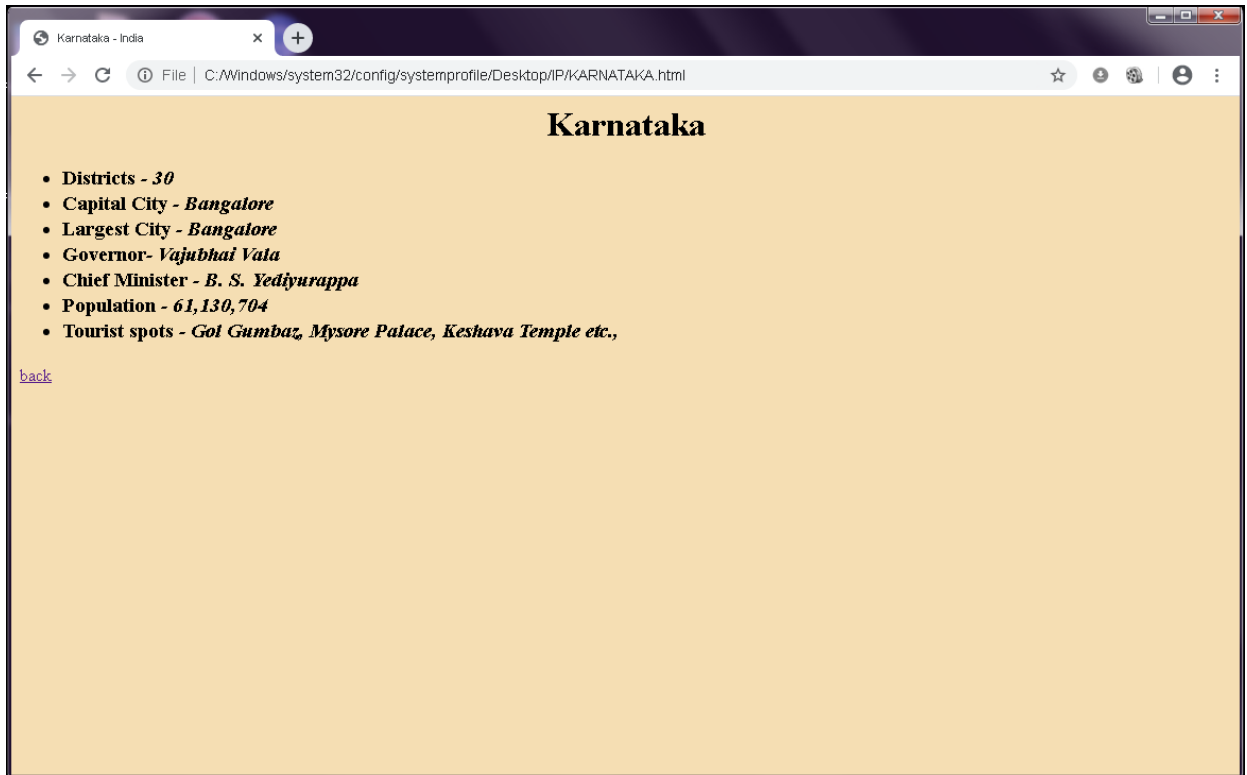 Karnataka - India
File | C:/Windows/system32/config/systemprofile/Desktop/IP/KARNATAKA.html
Karnataka
• Districts - 30
• Capital City - Bangalore
• Largest City - Bangalore
• Governor- Vajubhai Vala
• Chief Minister - B. S. Yediyurappa
• Population - 61,130,704
• Tourist spots - Gol Gumbaz, Mysore Palace, Keshava Temple etc.,
back